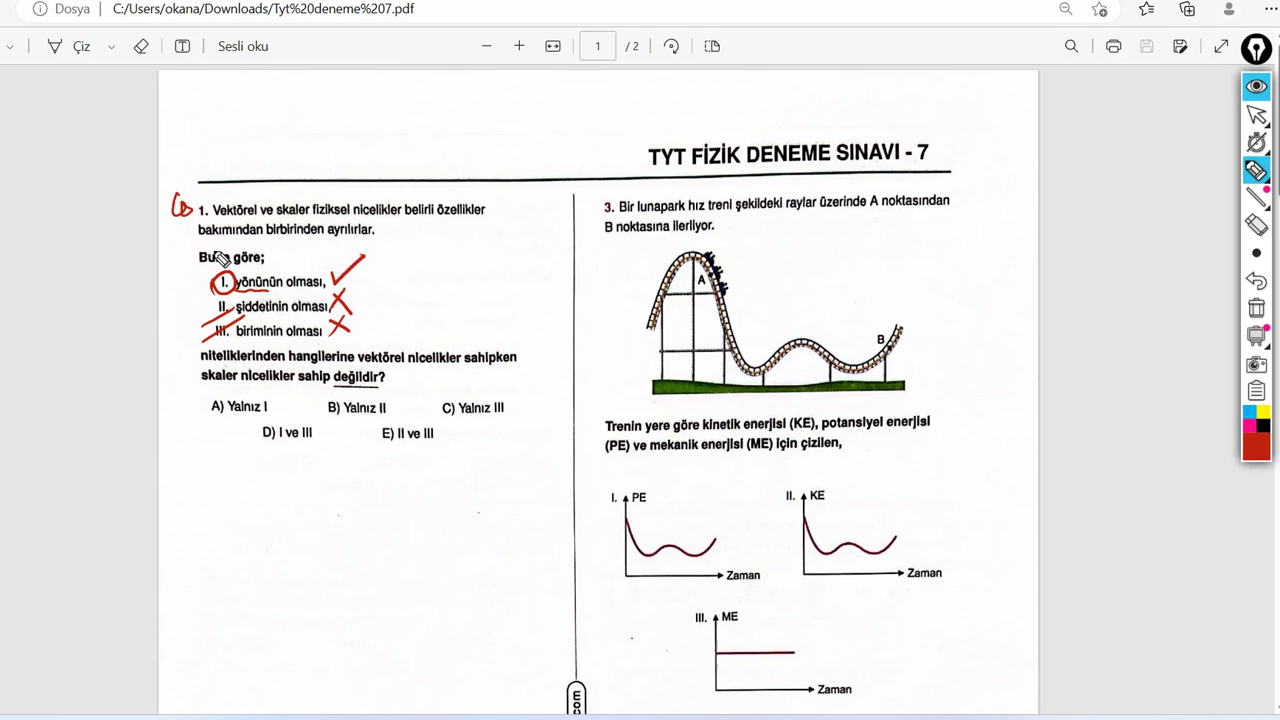 Dosya
C:/Users/okana/Downloads/Tyt%20deneme%207.pdf
Çiz
Sesli oku
1 / 2
TYT FİZİK DENEME SINAVI - 7
1. Vektörel ve skaler fiziksel nicelikler belirli özellikler
bakımından birbirinden ayrılırlar.
göre;
I. yönünün olması,
II. şiddetinin olması,
III. biriminin olması
niteliklerinden hangilerine vektörel nicelikler sahipken
skaler nicelikler sahip değildir?
A) Yalnız I B) Yalnız II C) Yalnız III
D) I ve III E) II ve III
3. Bir lunapark hız treni şekildeki raylar üzerinde A noktasından
B noktasına ilerliyor.
A
B
Trenin yere göre kinetik enerjisi (KE), potansiyel enerjisi
(PE) ve mekanik enerjisi (ME) için çizilen,
I. PE
Zaman
II. KE
Zaman
III. ME
Zaman
com